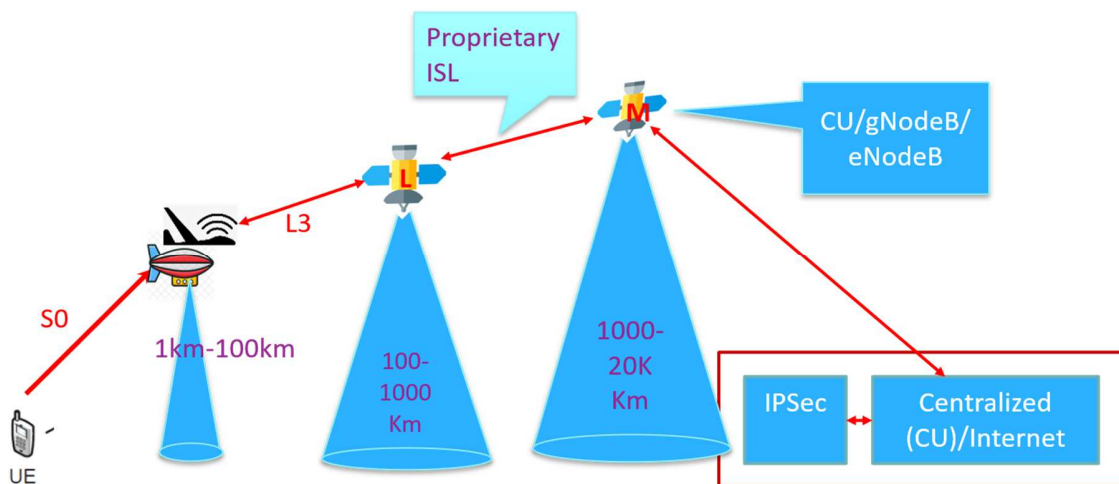 Proprietary
ISL
M
CU/gNodeB/
eNodeB
L
L3
S0
1km-100km
100-
1000
Km
1000-
20K
Km
IPSec
Centralized
(CU)/Internet
UE